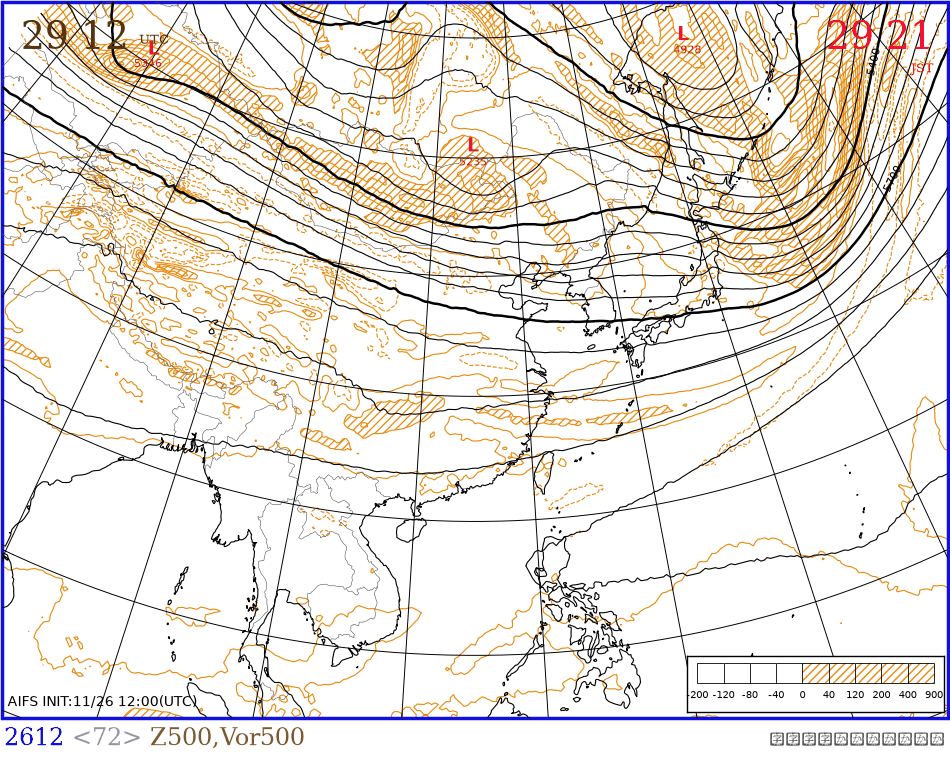 29 12 UTC
29 21 JST
L 5346
L 4928
5400
L 5235
5700
-200 -120 -80 -40 0 40 120 200 400 900
AIFS INIT:11/26 12:00(UTC)
2612 <72> Z500,Vor500